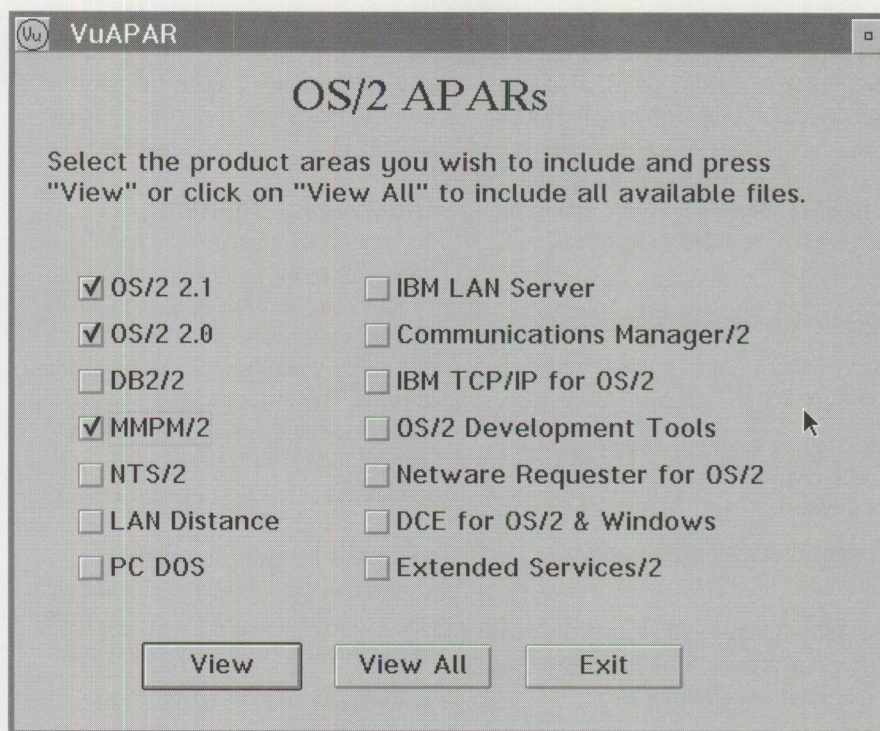 Vu VuAPAR
OS/2 APARs
Select the product areas you wish to include and press
"View" or click on "View All" to include all available files.
OS/2 2.1
OS/2 2.0
DB2/2
MMPM/2
NTS/2
LAN Distance
PC DOS
IBM LAN Server
Communications Manager/2
IBM TCP/IP for OS/2
OS/2 Development Tools
Netware Requester for OS/2
DCE for OS/2 & Windows
Extended Services/2
View
View All
Exit